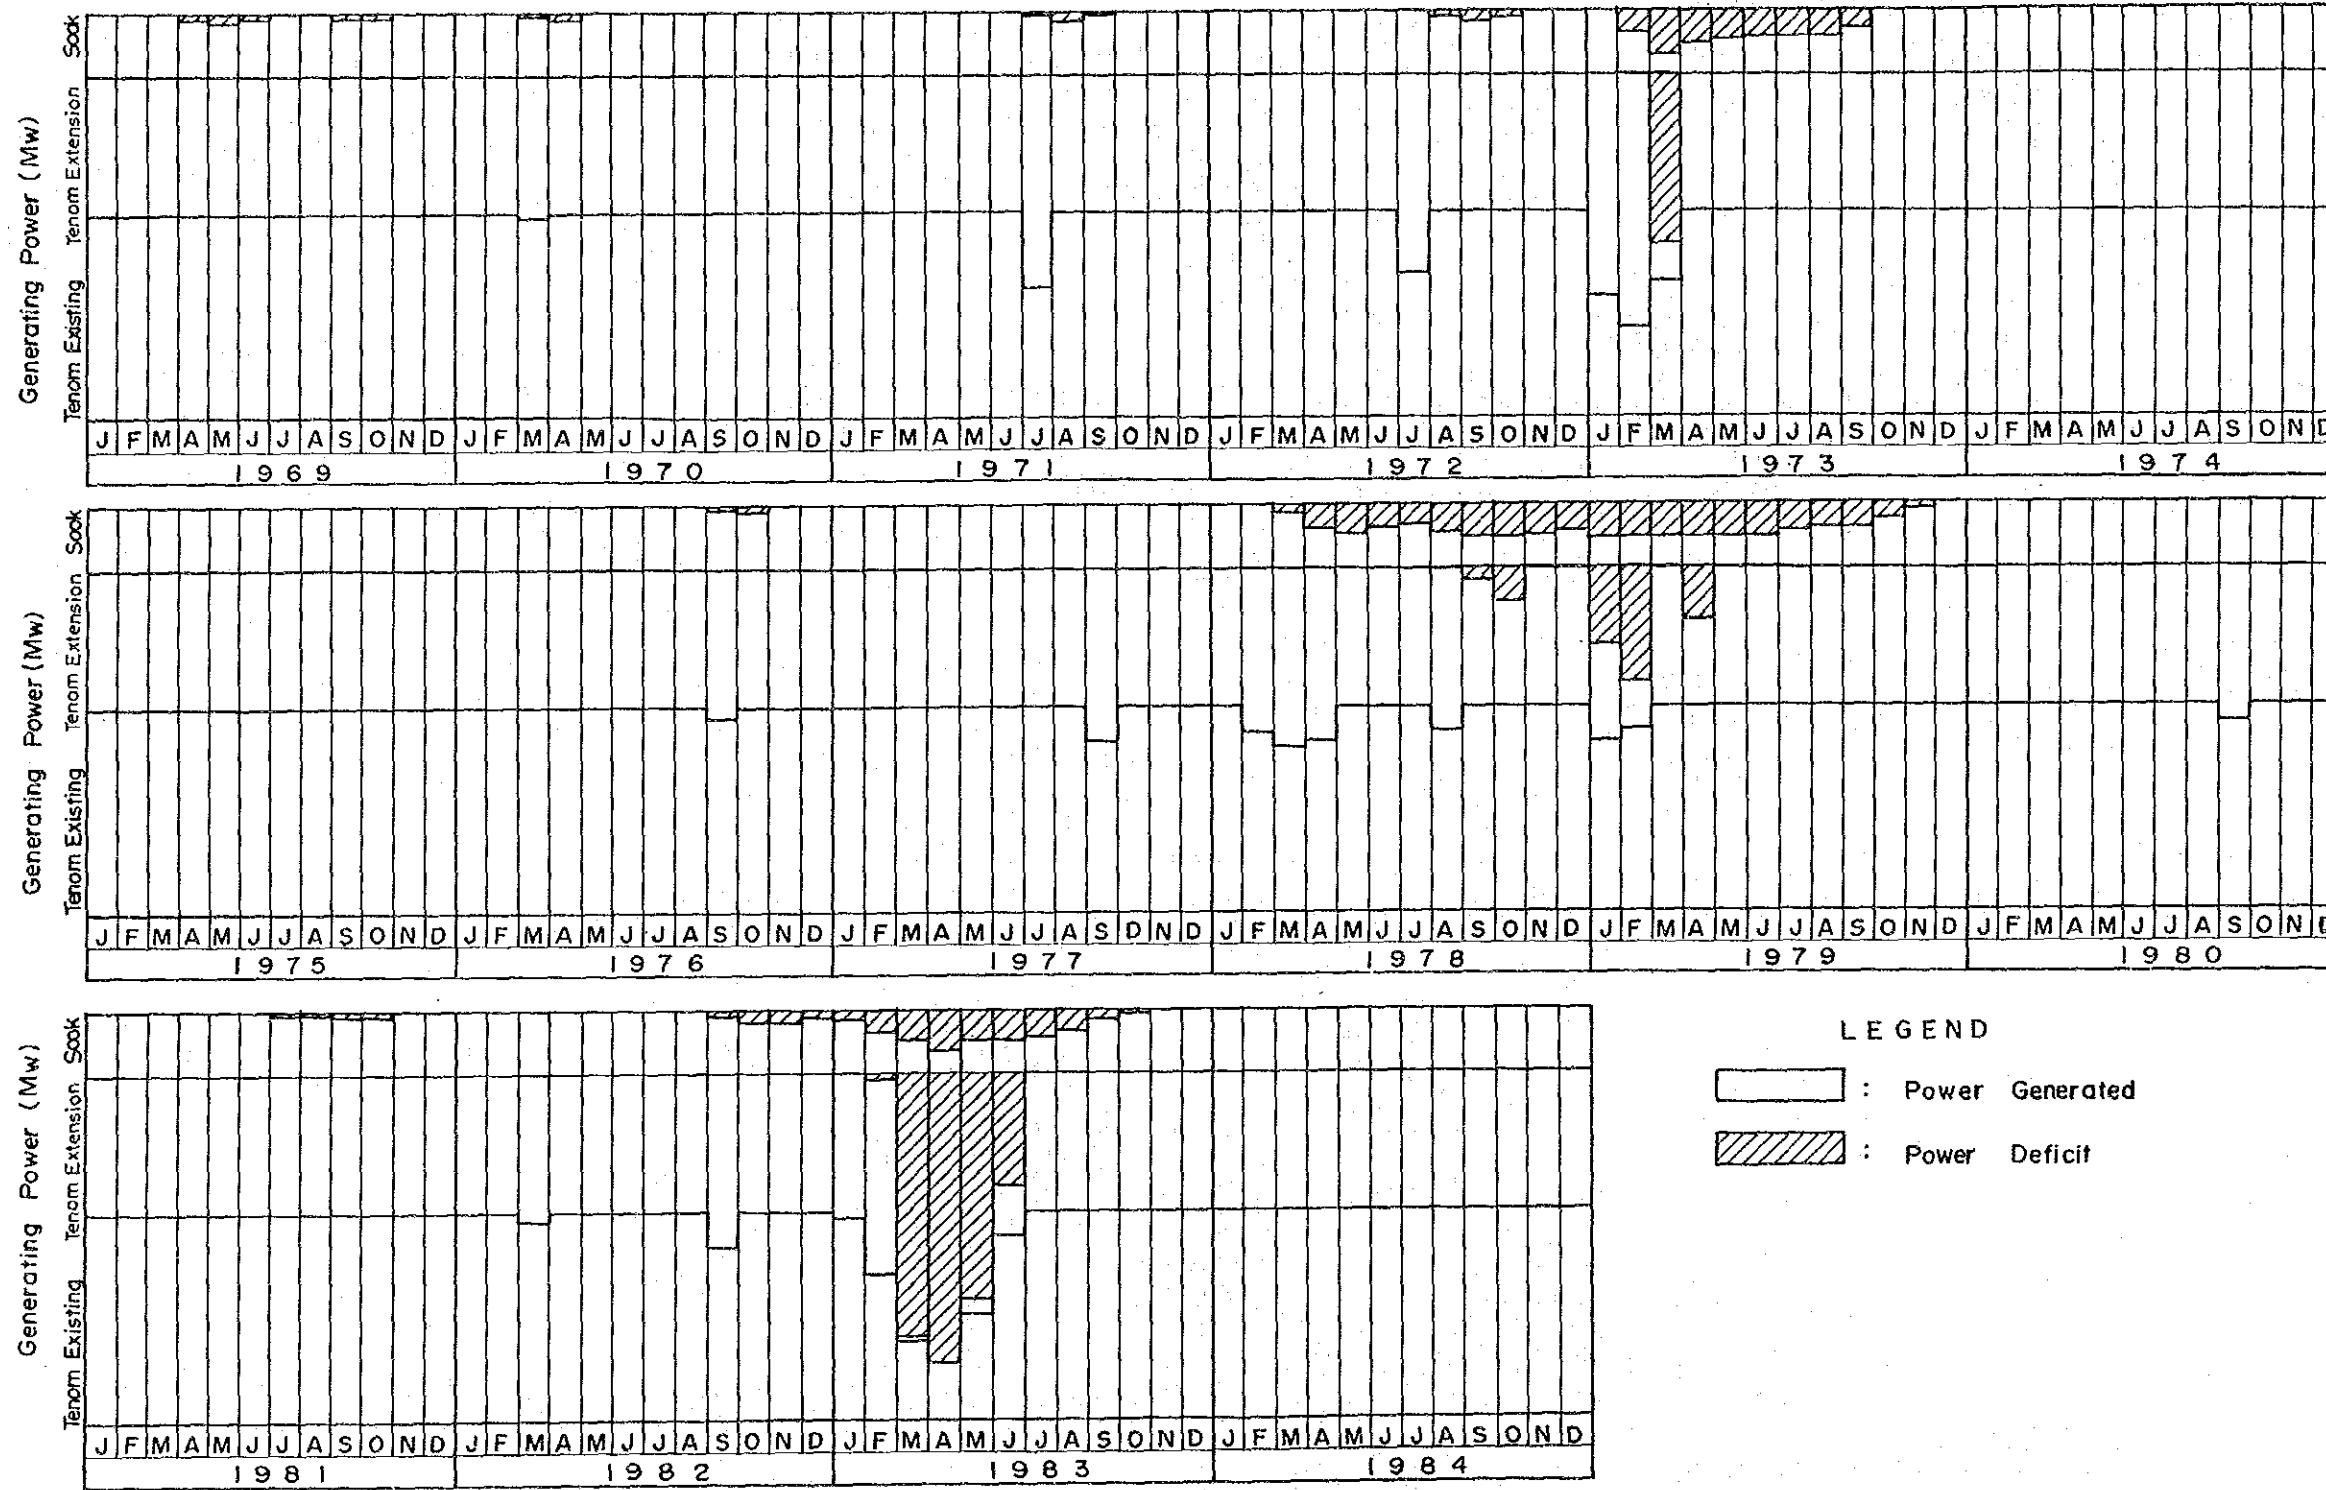 Generating Power (Mw)
Tenom Existing Tenom Extension Sook
J F M A M J J A S O N D J F M A M J J A S O N D J F M A M J J A S O N D J F M A M J J A S O N D J F M A M J J A S O N D J F M A M J J A S O N D
1969 1970 1971 1972 1973 1974
Generating Power (Mw)
Tenom Existing Tenom Extension Sook
J F M A M J J A S O N D J F M A M J J A S O N D J F M A M J J A S D N D J F M A M J J A S O N D J F M A M J J A S O N D J F M A M J J A S O N D
1975 1976 1977 1978 1979 1980
Generating Power (Mw)
Tenom Existing Tenom Extension Sook
J F M A M J J A S O N D J F M A M J J A S O N D J F M A M J J A S O N D J F M A M J J A S O N D
1981 1982 1983 1984
LEGEND
: Power Generated
: Power Deficit